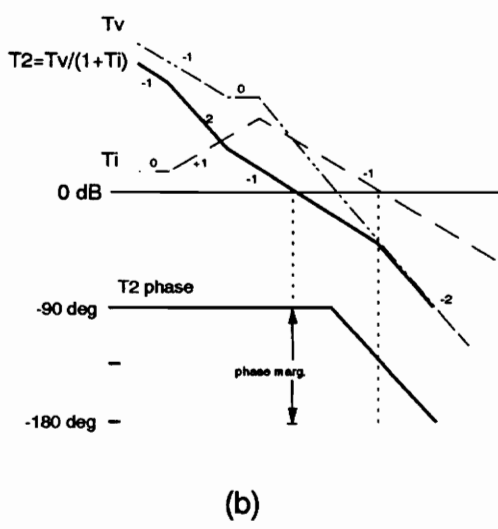 Tv
T2=Tv/(1+Ti)
-1
-1
0
-2
Ti
0
+1
-1
-1
0 dB
T2 phase
-2
-90 deg
phase marg.
-180 deg
(b)